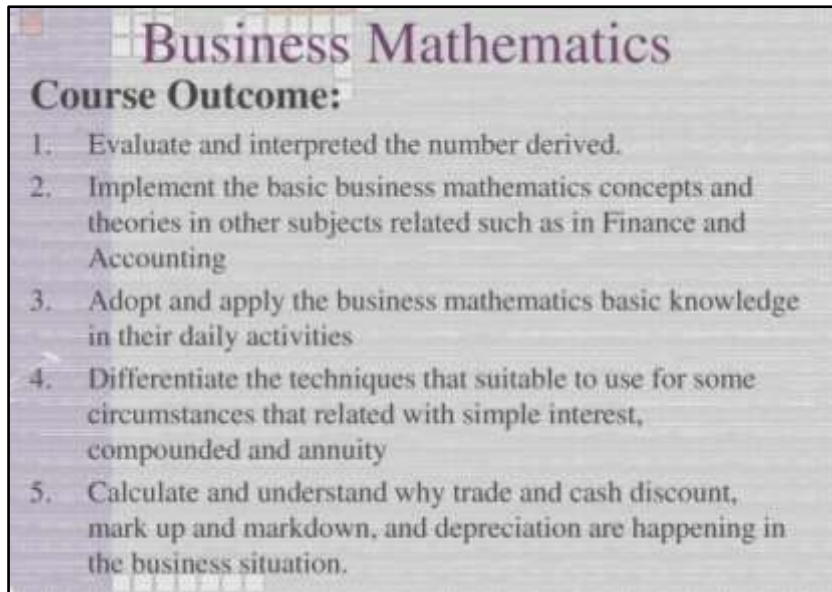 Business Mathematics
Course Outcome:
1. Evaluate and interpreted the number derived.
2. Implement the basic business mathematics concepts and
theories in other subjects related such as in Finance and
Accounting
3. Adopt and apply the business mathematics basic knowledge
in their daily activities
4. Differentiate the techniques that suitable to use for some
circumstances that related with simple interest,
compounded and annuity
5. Calculate and understand why trade and cash discount,
mark up and markdown, and depreciation are happening in
the business situation.